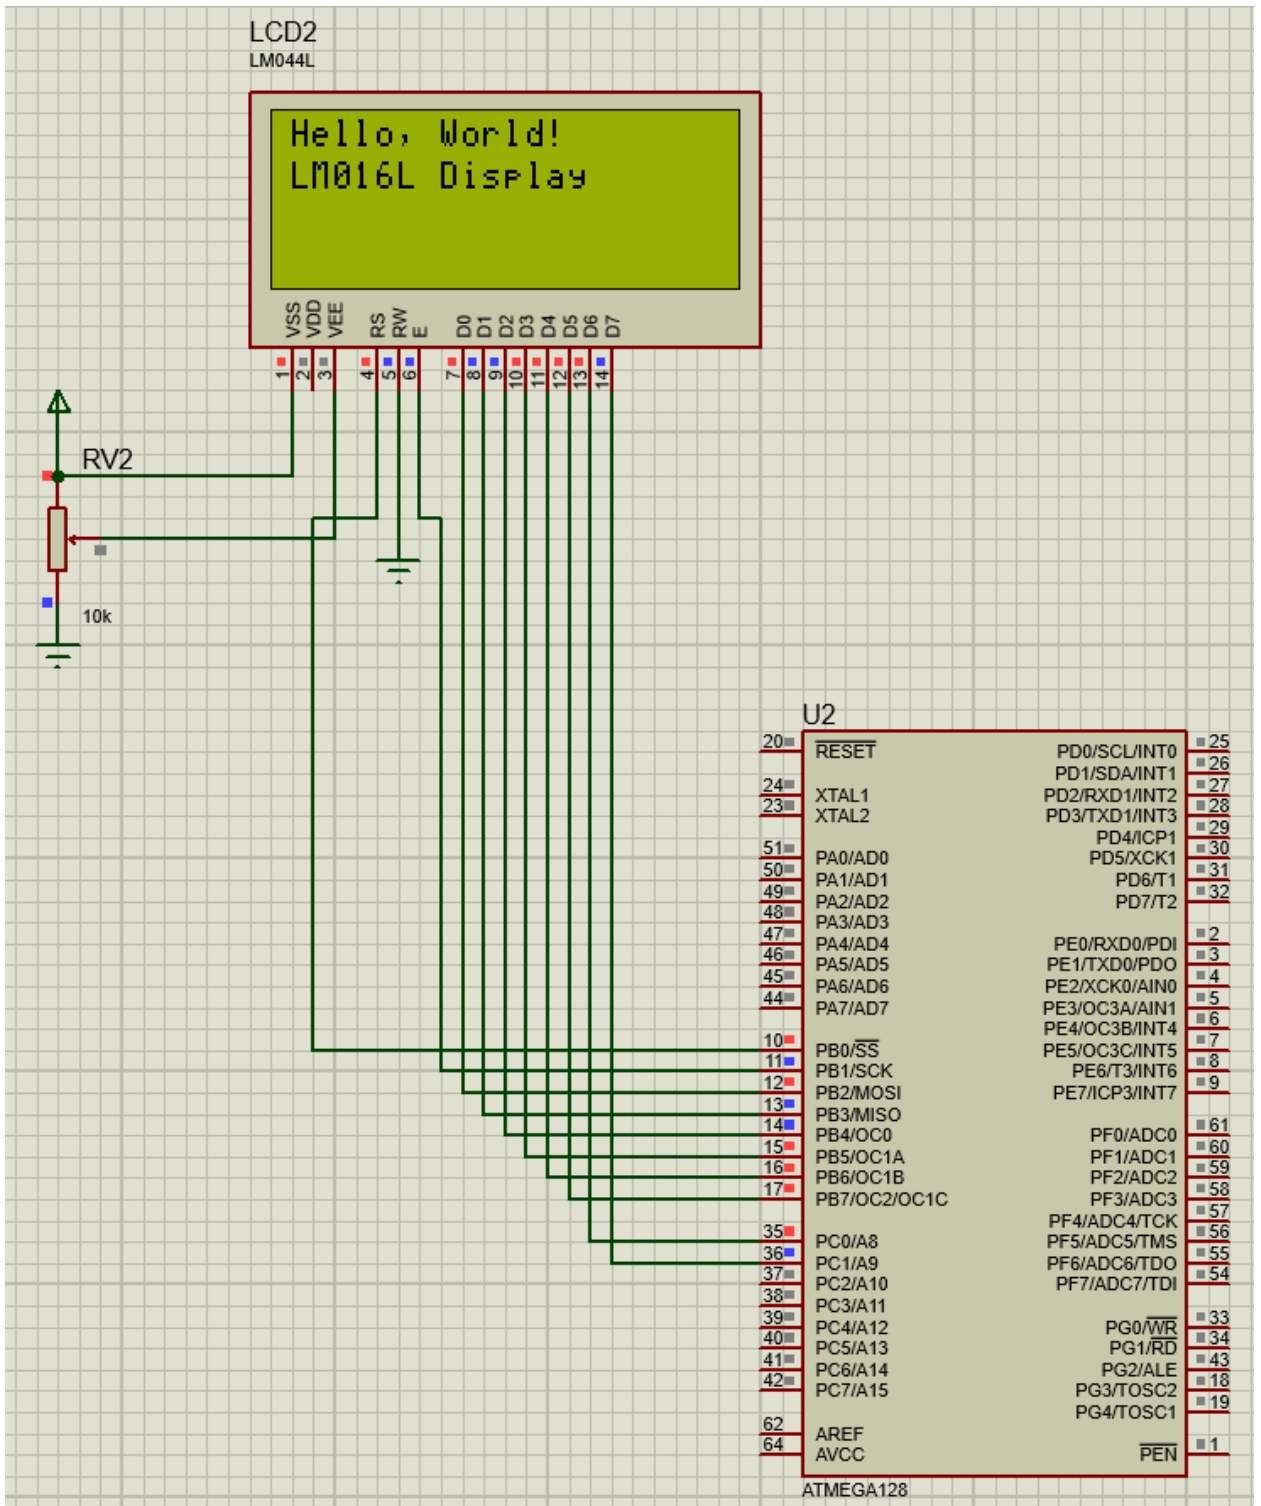 LCD2
LM044L
Hello, World!
LM016L Display
VSS
VDD
VEE
RS
RW
E
D0
D1
D2
D3
D4
D5
D6
D7
1
2
3
4
5
6
7
8
9
10
11
12
13
14
RV2
10k
U2
20 RESET
24 XTAL1
23 XTAL2
51 PA0/AD0
50 PA1/AD1
49 PA2/AD2
48 PA3/AD3
47 PA4/AD4
46 PA5/AD5
45 PA6/AD6
44 PA7/AD7
10 PB0/SS
11 PB1/SCK
12 PB2/MOSI
13 PB3/MISO
14 PB4/OC0
15 PB5/OC1A
16 PB6/OC1B
17 PB7/OC2/OC1C
35 PC0/A8
36 PC1/A9
37 PC2/A10
38 PC3/A11
39 PC4/A12
40 PC5/A13
41 PC6/A14
42 PC7/A15
62 AREF
64 AVCC
PD0/SCL/INT0 25
PD1/SDA/INT1 26
PD2/RXD1/INT2 27
PD3/TXD1/INT3 28
PD4/ICP1 29
PD5/XCK1 30
PD6/T1 31
PD7/T2 32
PE0/RXD0/PDI 2
PE1/TXD0/PDO 3
PE2/XCK0/AIN0 4
PE3/OC3A/AIN1 5
PE4/OC3B/INT4 6
PE5/OC3C/INT5 7
PE6/T3/INT6 8
PE7/ICP3/INT7 9
PF0/ADC0 61
PF1/ADC1 60
PF2/ADC2 59
PF3/ADC3 58
PF4/ADC4/TCK 57
PF5/ADC5/TMS 56
PF6/ADC6/TDO 55
PF7/ADC7/TDI 54
PG0/WR 33
PG1/RD 34
PG2/ALE 43
PG3/TOSC2 18
PG4/TOSC1 19
PEN 1
ATMEGA128